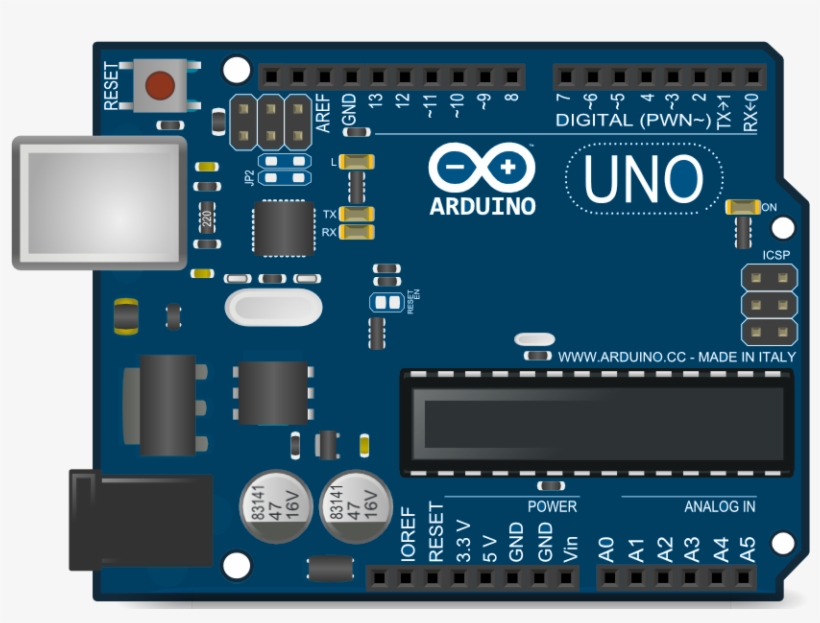 RESET
AREF
GND
13
12
~11
~10
~9
8
7
~6
~5
4
~3
2
TX→1
RX←0
DIGITAL (PWN~)
JP2
L
TX
RX
220
ARDUINO
UNO
™
ON
ICSP
RESET
EN
WWW.ARDUINO.CC - MADE IN ITALY
83141
47
16V
83141
47
16V
POWER
ANALOG IN
IOREF
RESET
3.3 V
5 V
GND
GND
Vin
A0
A1
A2
A3
A4
A5